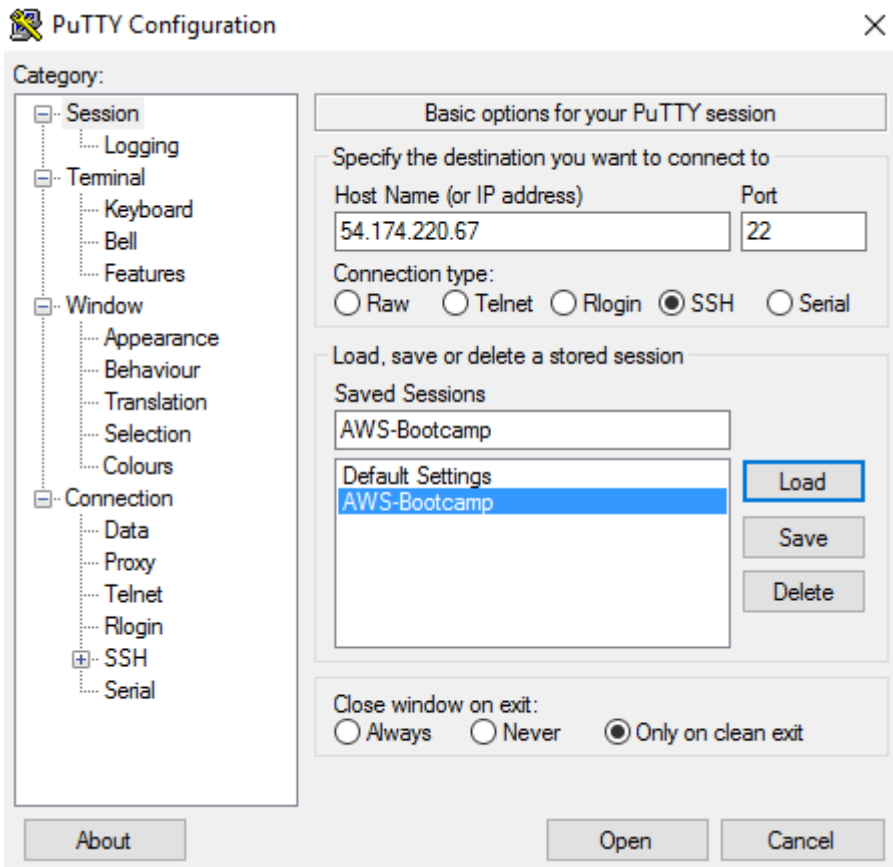 PuTTY Configuration
Category:
Session
Logging
Terminal
Keyboard
Bell
Features
Window
Appearance
Behaviour
Translation
Selection
Colours
Connection
Data
Proxy
Telnet
Rlogin
SSH
Serial
Basic options for your PuTTY session
Specify the destination you want to connect to
Host Name (or IP address) Port
54.174.220.67 22
Connection type:
Raw Telnet Rlogin SSH Serial
Load, save or delete a stored session
Saved Sessions
AWS-Bootcamp
Default Settings
AWS-Bootcamp
Load
Save
Delete
Close window on exit:
Always Never Only on clean exit
About Open Cancel